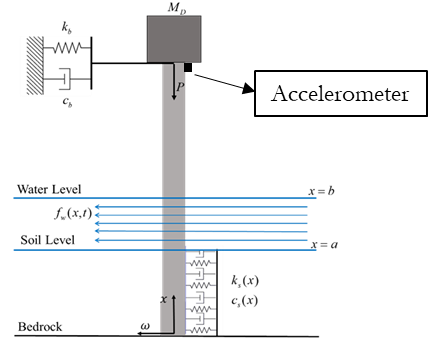 M_D
k_b
c_b
P
Accelerometer
Water Level
x = b
f_w(x,t)
Soil Level
x = a
k_s(x)
c_s(x)
x
Bedrock
ω